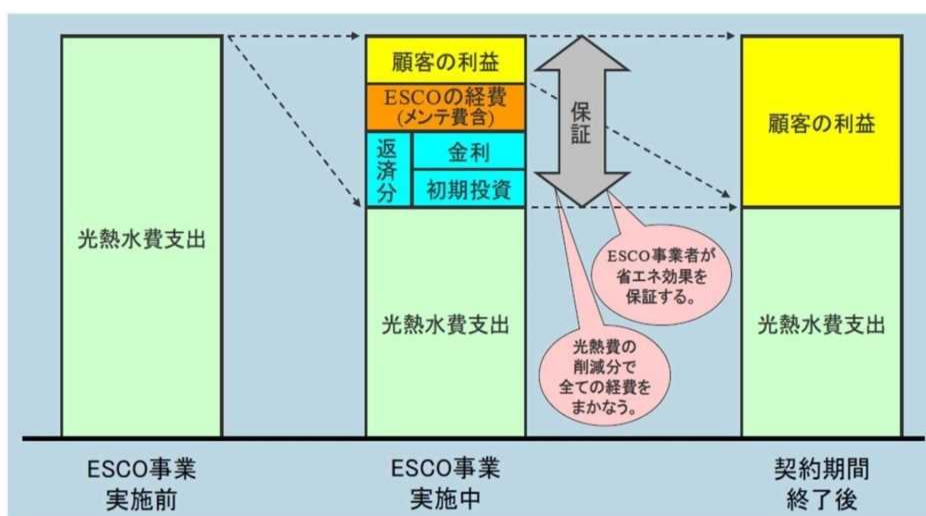 光熱水費支出
顧客の利益
ESCOの経費
(メンテ費含)
返済分
金利
初期投資
光熱水費支出
保証
ESCO事業者が
省エネ効果を
保証する。
光熱費の
削減分で
全ての経費を
まかなう。
顧客の利益
光熱水費支出
ESCO事業
実施前
ESCO事業
実施中
契約期間
終了後